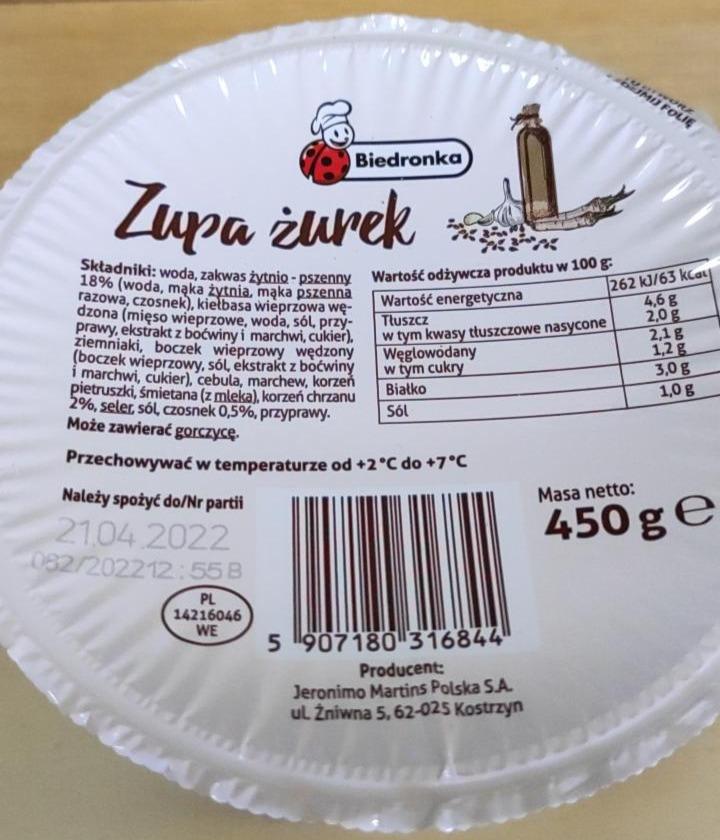 ZDEJMIJ FOLIĘ
Biedronka
Zupa żurek
Składniki: woda, zakwas żytnio - pszenny
18% (woda, mąka żytnia, mąka pszenna
razowa, czosnek), kiełbasa wieprzowa wę-
dzona (mięso wieprzowe, woda, sól, przy-
prawy, ekstrakt z boćwiny i marchwi, cukier),
ziemniaki, boczek wieprzowy wędzony
(boczek wieprzowy, sól, ekstrakt z boćwiny
i marchwi, cukier), cebula, marchew, korzeń
pietruszki, śmietana (z mleka), korzeń chrzanu
2%, seler, sól, czosnek 0,5%, przyprawy.
Może zawierać gorczycę.
Wartość odżywcza produktu w 100 g:
Wartość energetyczna 262 kJ/63 kcal
Tłuszcz 4,6 g
w tym kwasy tłuszczowe nasycone 2,0 g
Węglowodany 2,1 g
w tym cukry 1,2 g
Białko 3,0 g
Sól 1,0 g
Przechowywać w temperaturze od +2°C do +7°C
Należy spożyć do/Nr partii
21.04.2022
082/202212:55B
PL
14216046
WE
Masa netto:
450 g e
5 907180 316844
Producent:
Jeronimo Martins Polska S.A.
ul. Żniwna 5, 62-025 Kostrzyn